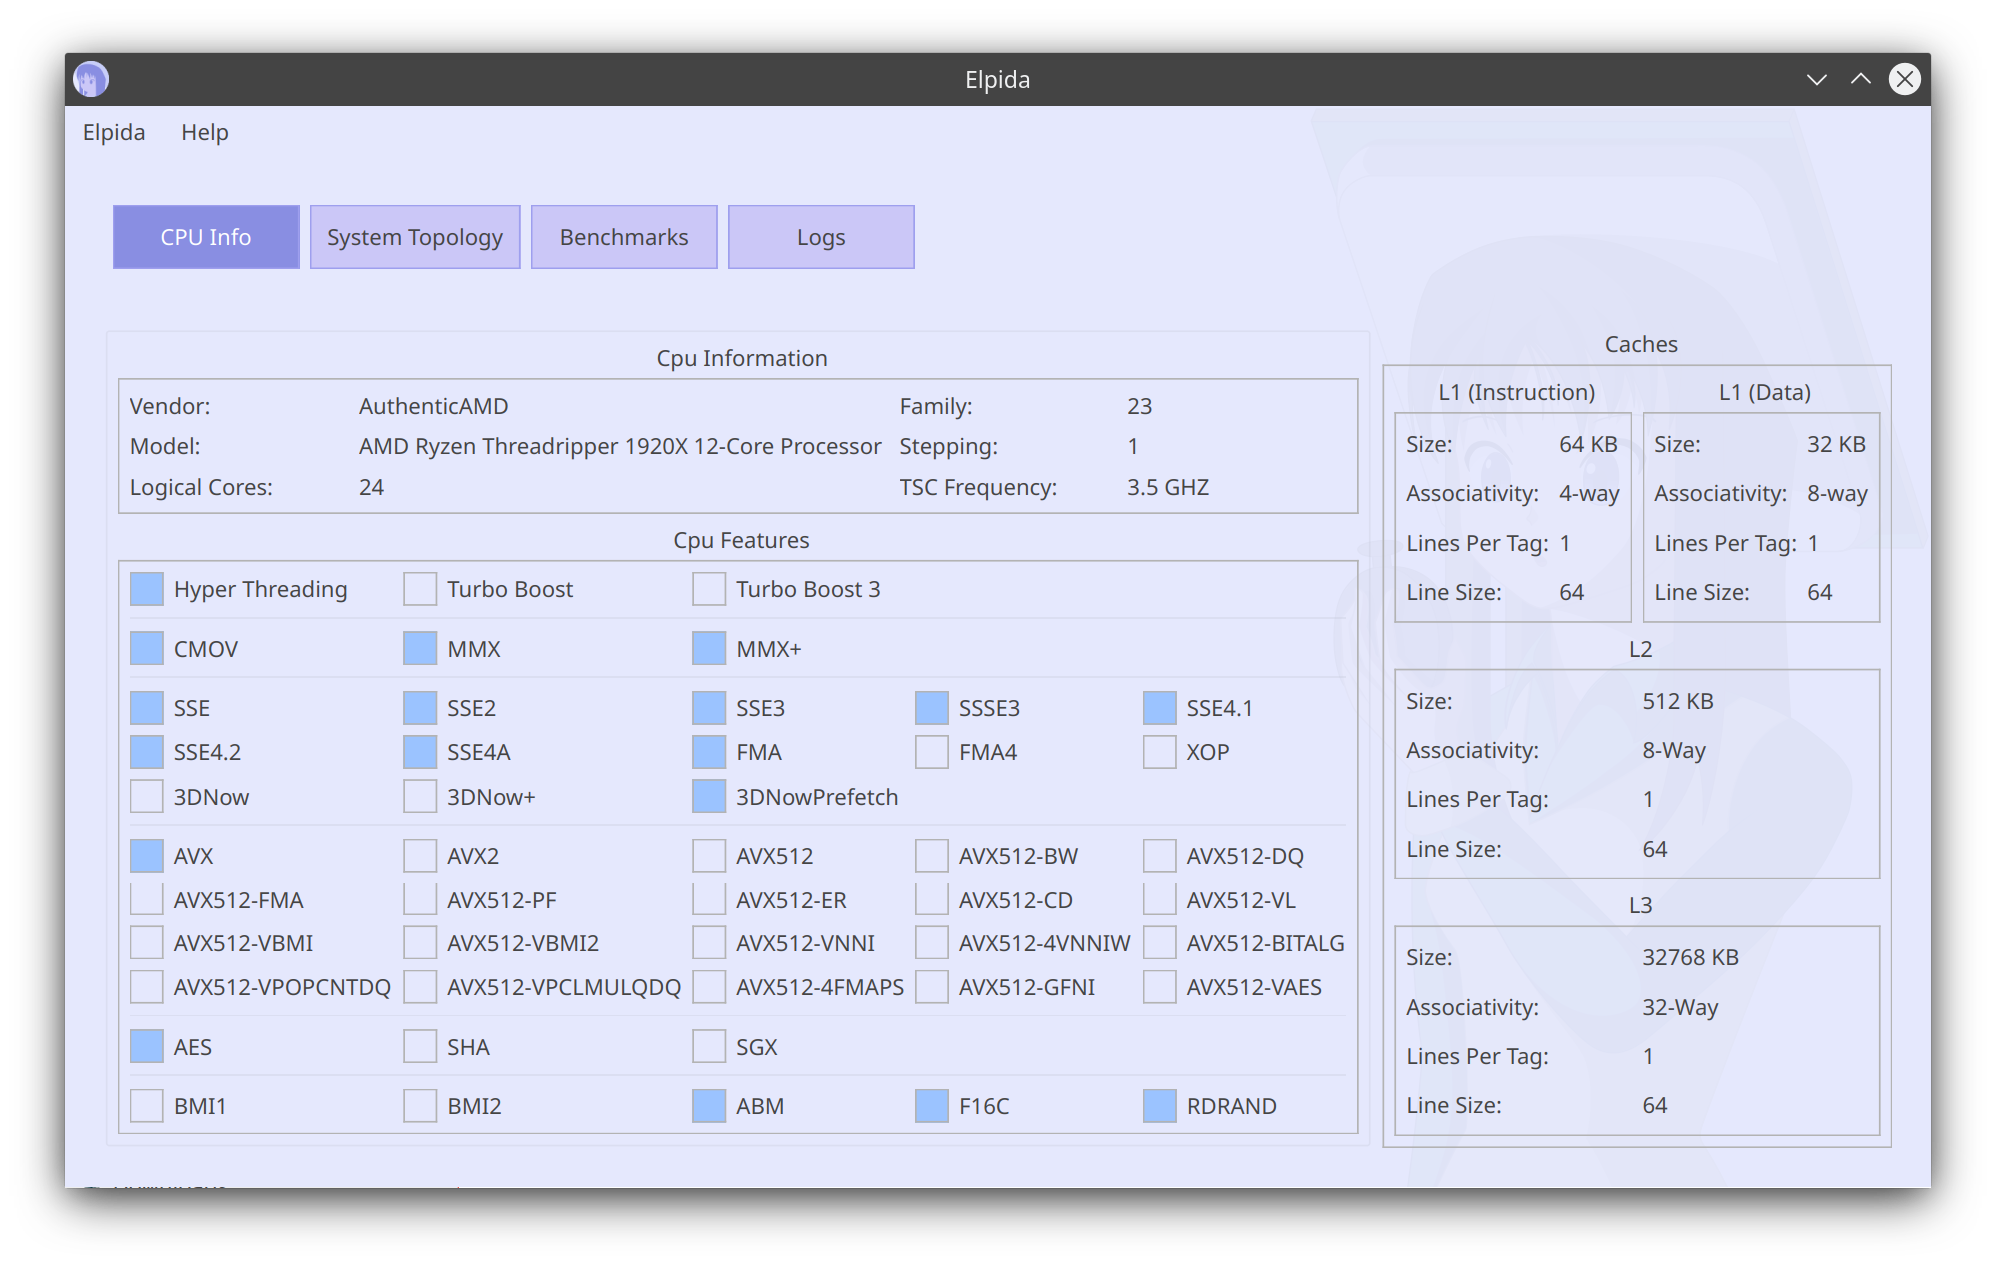 Elpida
Elpida Help
CPU Info System Topology Benchmarks Logs
Cpu Information
Vendor: AuthenticAMD Family: 23
Model: AMD Ryzen Threadripper 1920X 12-Core Processor Stepping: 1
Logical Cores: 24 TSC Frequency: 3.5 GHZ
Cpu Features
Hyper Threading Turbo Boost Turbo Boost 3
CMOV MMX MMX+
SSE SSE2 SSE3 SSSE3 SSE4.1
SSE4.2 SSE4A FMA FMA4 XOP
3DNow 3DNow+ 3DNowPrefetch
AVX AVX2 AVX512 AVX512-BW AVX512-DQ
AVX512-FMA AVX512-PF AVX512-ER AVX512-CD AVX512-VL
AVX512-VBMI AVX512-VBMI2 AVX512-VNNI AVX512-4VNNIW AVX512-BITALG
AVX512-VPOPCNTDQ AVX512-VPCLMULQDQ AVX512-4FMAPS AVX512-GFNI AVX512-VAES
AES SHA SGX
BMI1 BMI2 ABM F16C RDRAND
Caches
L1 (Instruction) L1 (Data)
Size: 64 KB Size: 32 KB
Associativity: 4-way Associativity: 8-way
Lines Per Tag: 1 Lines Per Tag: 1
Line Size: 64 Line Size: 64
L2
Size: 512 KB
Associativity: 8-Way
Lines Per Tag: 1
Line Size: 64
L3
Size: 32768 KB
Associativity: 32-Way
Lines Per Tag: 1
Line Size: 64